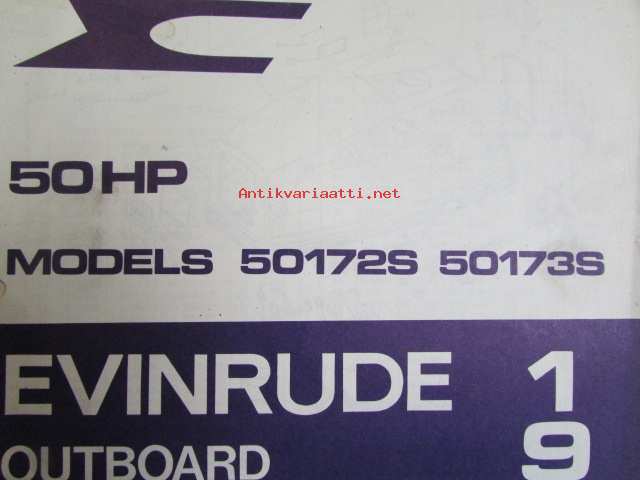 50 HP
Antikvariaatti.net
MODELS 50172S 50173S
EVINRUDE 1
OUTBOARD 9